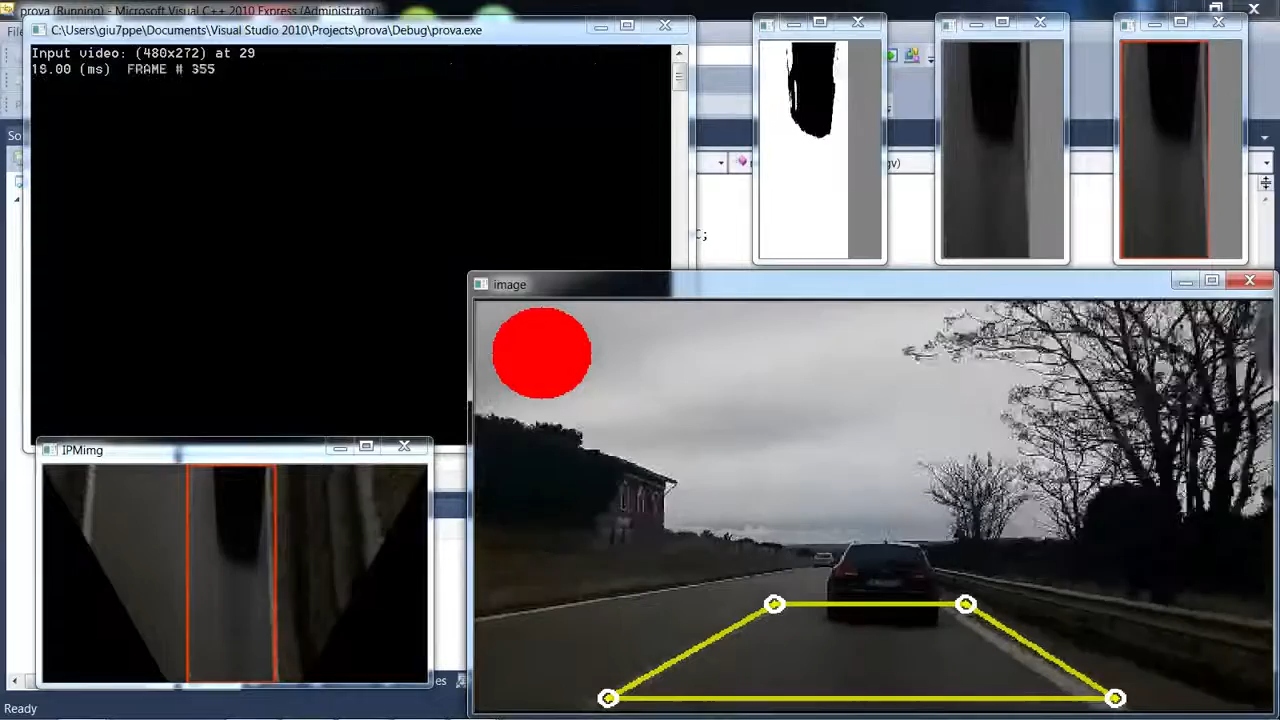 prova (Running) - Microsoft Visual C++ 2010 Express (Administrator)
C:\Users\giu7ppe\Documents\Visual Studio 2010\Projects\prova\Debug\prova.exe
Input video: (480x272) at 29
18.00 (ms)  FRAME # 355
image
IPMimg
Ready